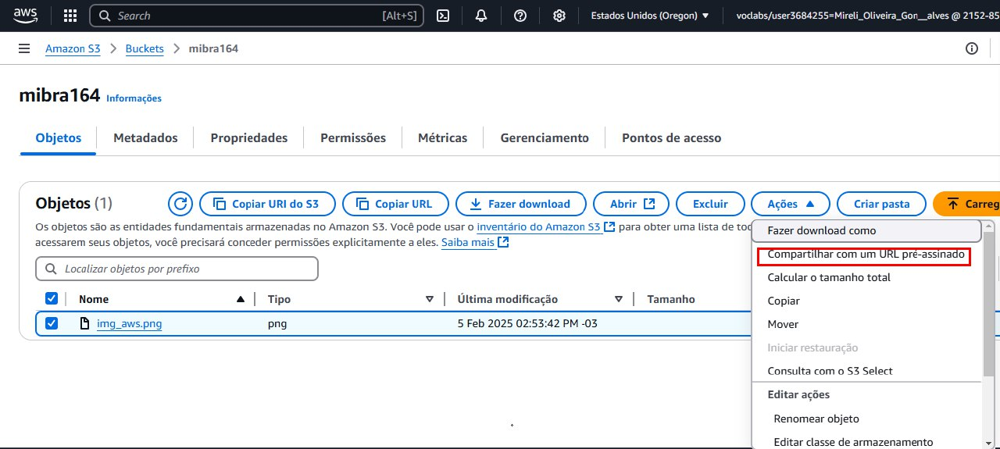 aws
Search [Alt+S] Estados Unidos (Oregon) voclabs/user3684255=Mireli_Oliveira_Gon__alves @ 2152-85
Amazon S3 Buckets mibra164
mibra164 Informações
Objetos Metadados Propriedades Permissões Métricas Gerenciamento Pontos de acesso
Objetos (1) Copiar URI do S3 Copiar URL Fazer download Abrir Excluir Ações Criar pasta Carreg
Os objetos são as entidades fundamentais armazenadas no Amazon S3. Você pode usar o inventário do Amazon S3 para obter uma lista de toc
acessarem seus objetos, você precisará conceder permissões explicitamente a eles. Saiba mais
Localizar objetos por prefixo
Nome Tipo Última modificação Tamanho
img_aws.png png 5 Feb 2025 02:53:42 PM -03
Fazer download como
Compartilhar com um URL pré-assinado
Calcular o tamanho total
Copiar
Mover
Iniciar restauração
Consulta com o S3 Select
Editar ações
Renomear objeto
Editar classe de armazenamento